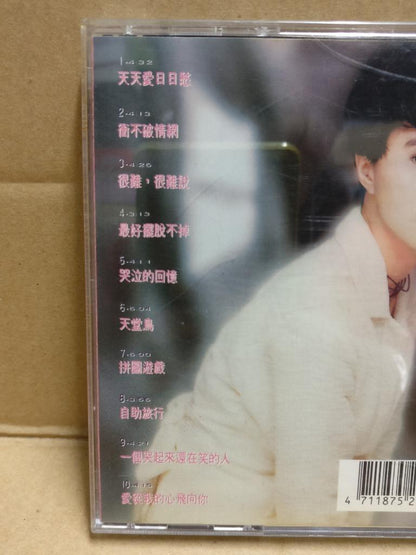 1-4:32
天天愛日日愁
2-4:13
衝不破情網
3-4:26
很難，很難說
4-3:13
最好擺脫不掉
5-4:11
哭泣的回憶
6-5:04
天堂鳥
7-5:00
拼圖遊戲
8-3:56
自助旅行
9-4:21
一個哭起來還在笑的人
10-4:13
的心飛向你
4 711875 2